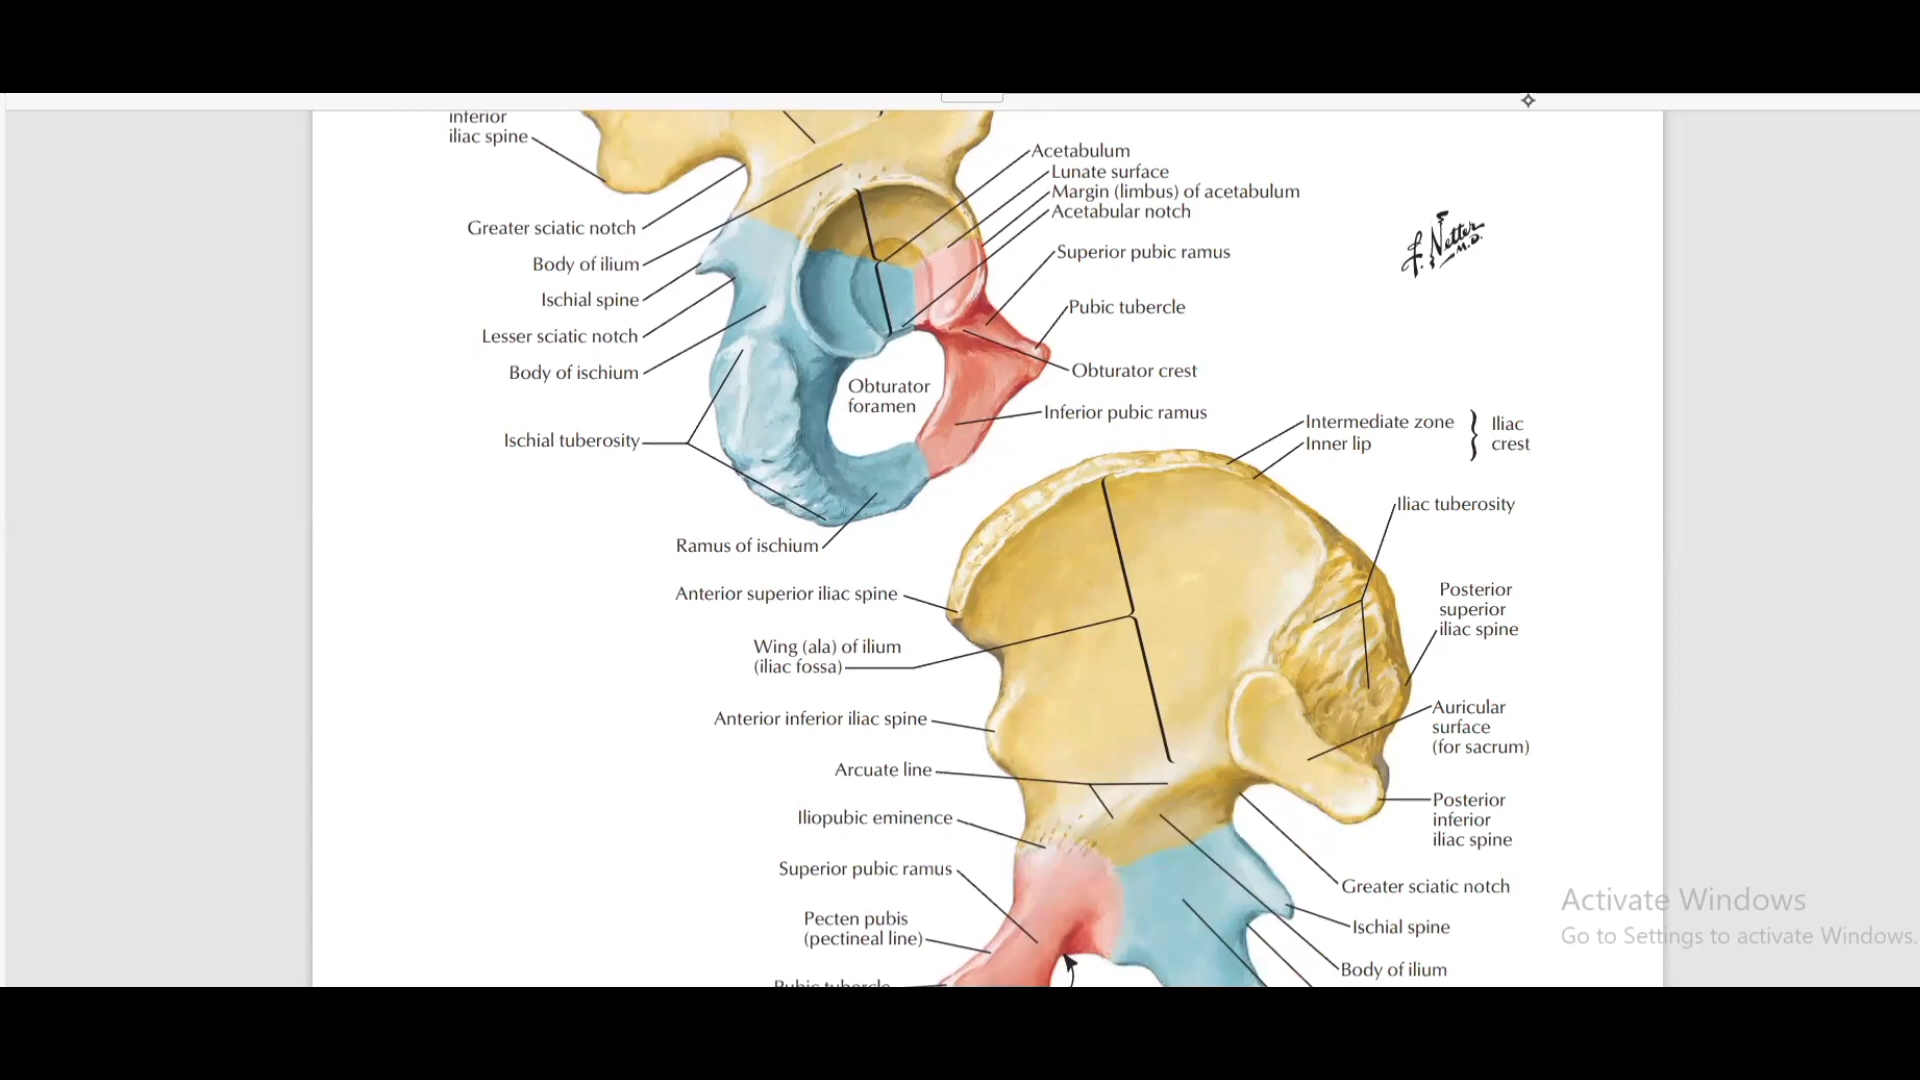 inferior
iliac spine
Greater sciatic notch
Body of ilium
Ischial spine
Lesser sciatic notch
Body of ischium
Ischial tuberosity
Ramus of ischium
Acetabulum
Lunate surface
Margin (limbus) of acetabulum
Acetabular notch
Superior pubic ramus
Pubic tubercle
Obturator crest
Inferior pubic ramus
Obturator
foramen
F. Netter
M.D.
Intermediate zone
Inner lip
Iliac
crest
Iliac tuberosity
Posterior
superior
iliac spine
Auricular
surface
(for sacrum)
Posterior
inferior
iliac spine
Greater sciatic notch
Ischial spine
Body of ilium
Anterior superior iliac spine
Wing (ala) of ilium
(iliac fossa)
Anterior inferior iliac spine
Arcuate line
Iliopubic eminence
Superior pubic ramus
Pecten pubis
(pectineal line)
Pubic tubercle
Activate Windows
Go to Settings to activate Windows.